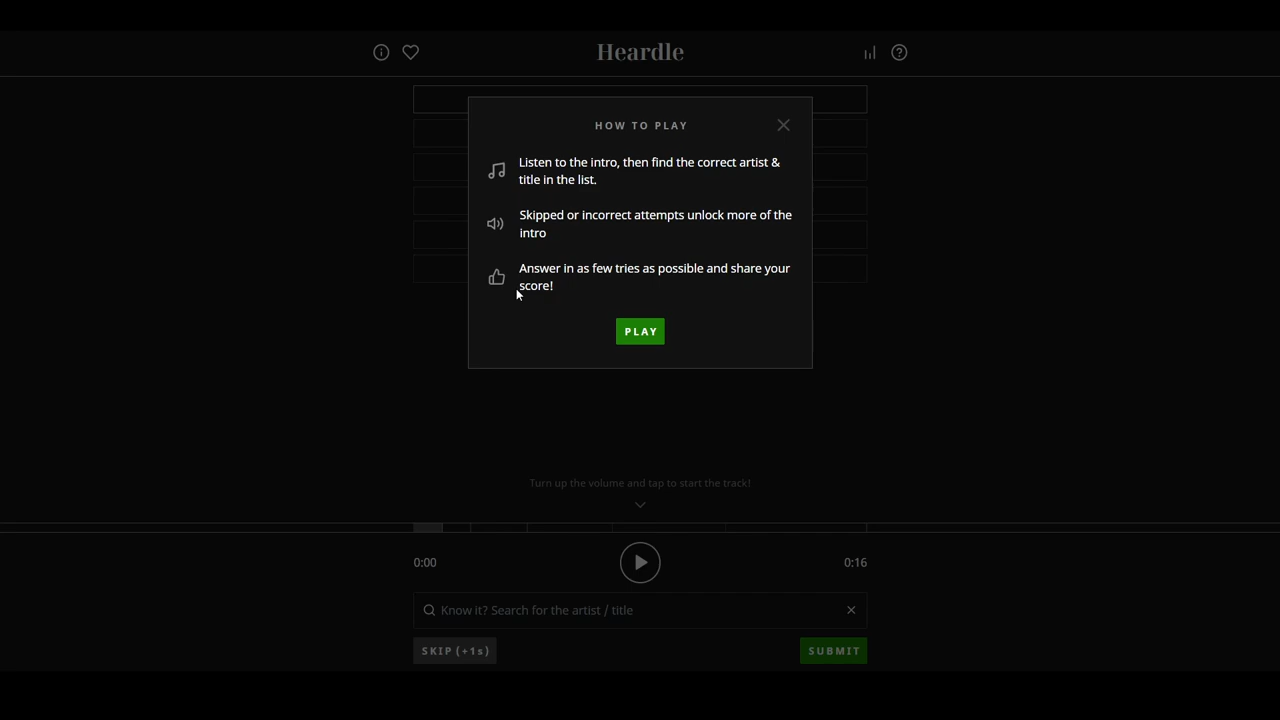 Heardle
HOW TO PLAY
Listen to the intro, then find the correct artist &
title in the list.
Skipped or incorrect attempts unlock more of the
intro
Answer in as few tries as possible and share your
score!
PLAY
Turn up the volume and tap to start the track!
0:00
0:16
Know it? Search for the artist / title
SKIP (+1s)
SUBMIT